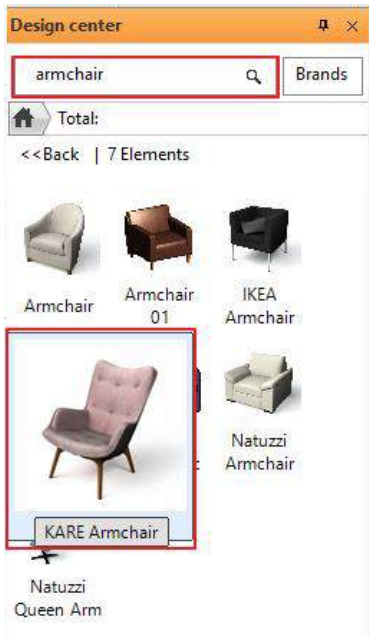 Design center
armchair
Brands
Total:
<<Back | 7 Elements
Armchair
Armchair
01
IKEA
Armchair
KARE Armchair
Natuzzi
Armchair
Natuzzi
Queen Arm